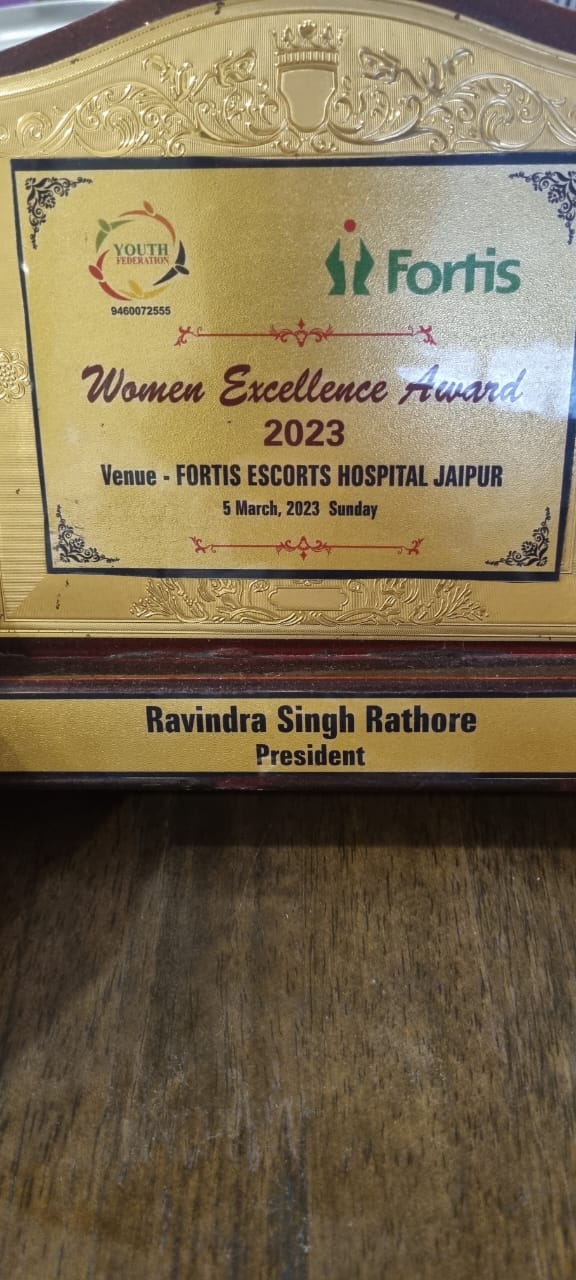 YOUTH
FEDERATION
9460072555
Fortis
Women Excellence Award
2023
Venue - FORTIS ESCORTS HOSPITAL JAIPUR
5 March, 2023 Sunday
Ravindra Singh Rathore
President